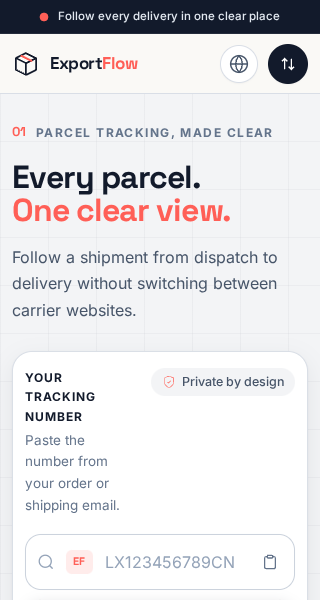 Follow every delivery in one clear place
ExportFlow
01 PARCEL TRACKING, MADE CLEAR
Every parcel.
One clear view.
Follow a shipment from dispatch to
delivery without switching between
carrier websites.
YOUR
TRACKING
NUMBER
Private by design
Paste the
number from
your order or
shipping email.
EF LX123456789CN